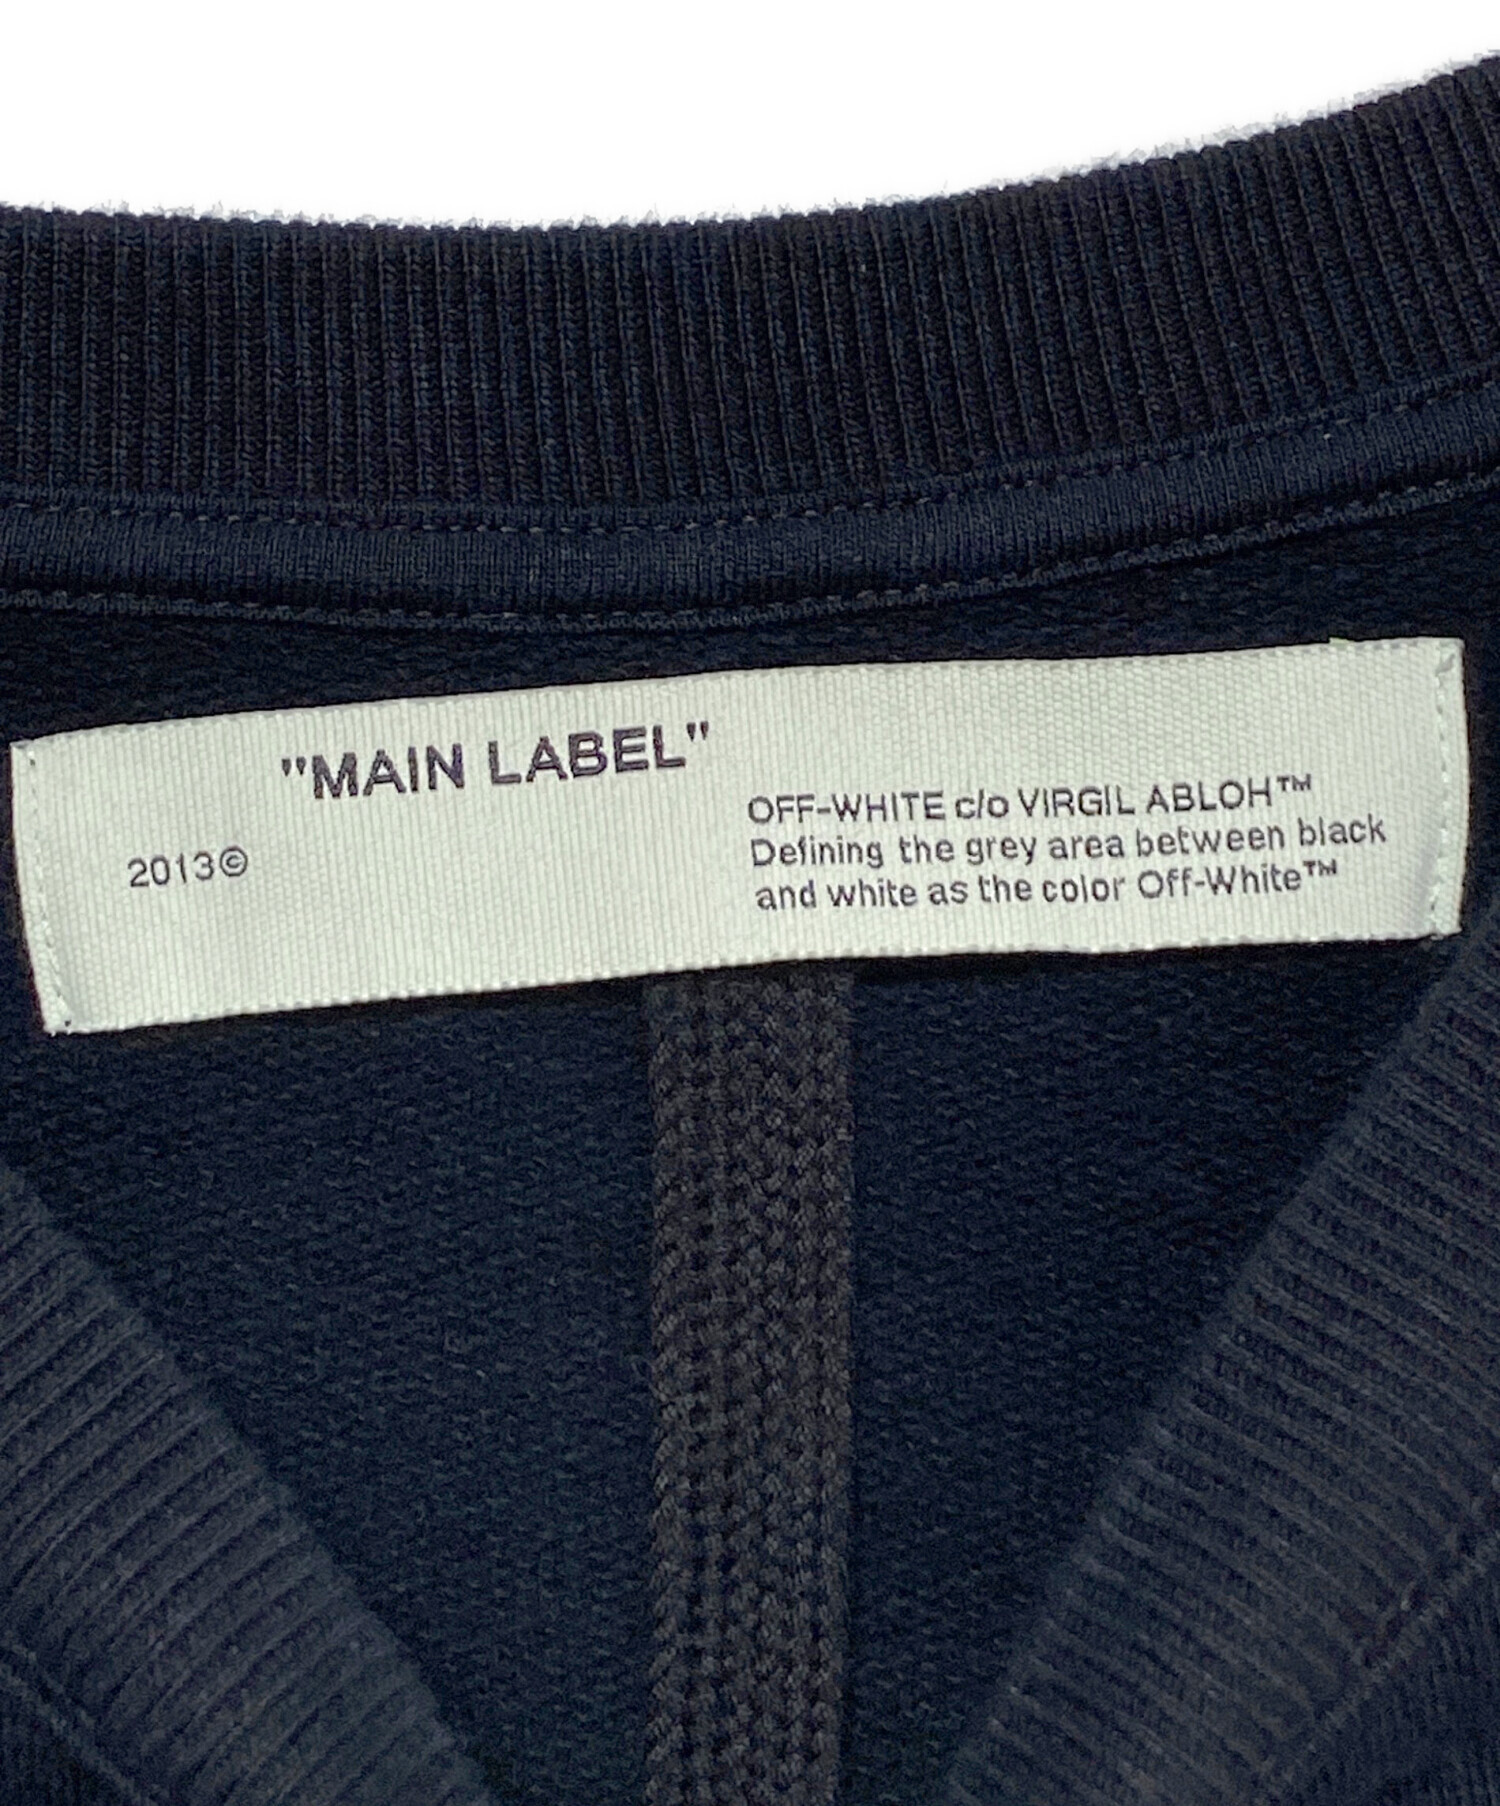 "MAIN LABEL"
2013©
OFF-WHITE c/o VIRGIL ABLOH™
Defining the grey area between black
and white as the color Off-White™